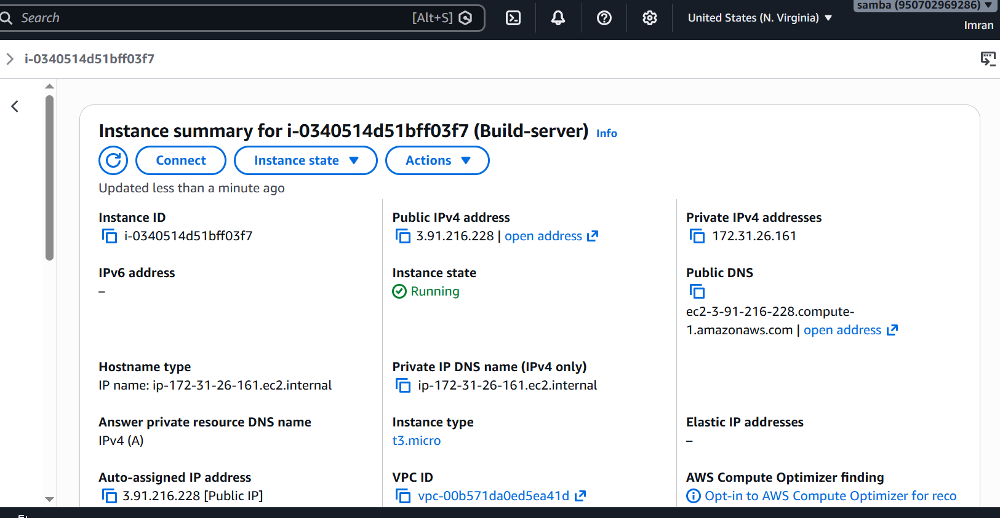 samba (950702969286)
Search [Alt+S] United States (N. Virginia)
Imran
i-0340514d51bff03f7
Instance summary for i-0340514d51bff03f7 (Build-server) Info
Connect Instance state Actions
Updated less than a minute ago
Instance ID
i-0340514d51bff03f7
Public IPv4 address
3.91.216.228 | open address
Private IPv4 addresses
172.31.26.161
IPv6 address
–
Instance state
Running
Public DNS
ec2-3-91-216-228.compute-
1.amazonaws.com | open address
Hostname type
IP name: ip-172-31-26-161.ec2.internal
Private IP DNS name (IPv4 only)
ip-172-31-26-161.ec2.internal
Answer private resource DNS name
IPv4 (A)
Instance type
t3.micro
Elastic IP addresses
–
Auto-assigned IP address
3.91.216.228 [Public IP]
VPC ID
vpc-00b571da0ed5ea41d
AWS Compute Optimizer finding
Opt-in to AWS Compute Optimizer for reco